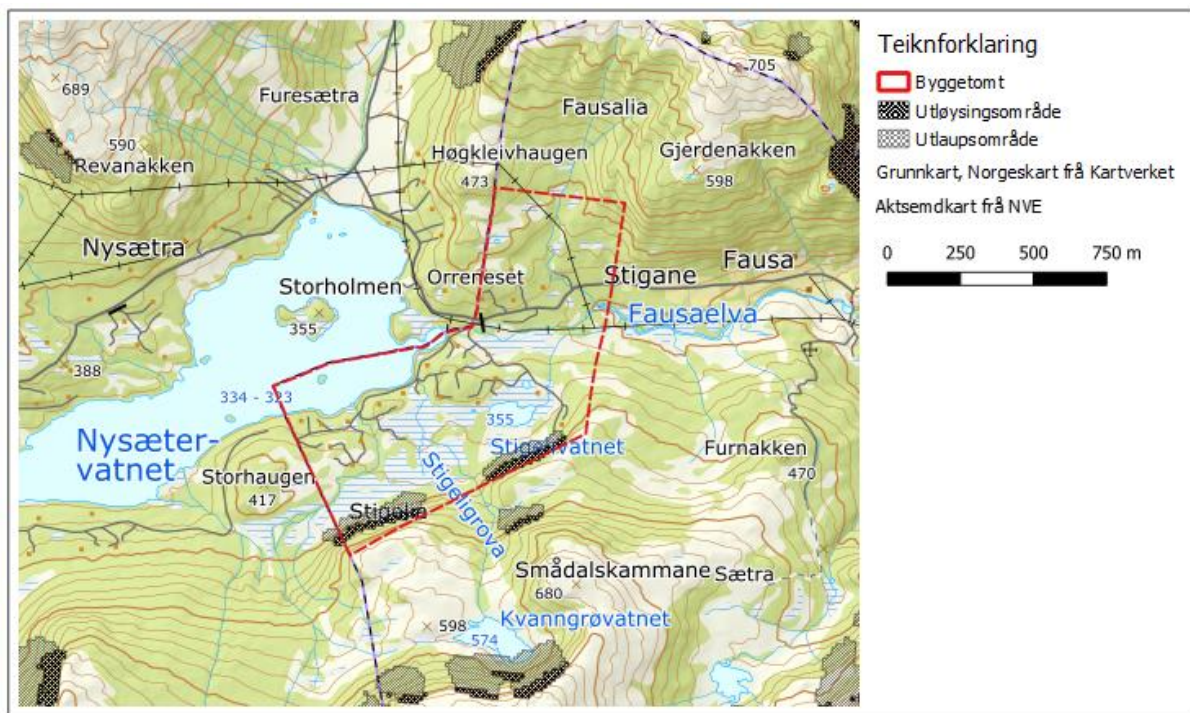 Teiknforklaring
Byggetomt
Utløysingsområde
Utlaupsområde
Grunnkart, Norgeskart frå Kartverket
Aktsemdkart frå NVE
0 250 500 750 m
705
689
Furesætra
Fausalia
590
Revanakken
Høgkleivhaugen
473
Gjerdenakken
598
Nysætra
Orreneset
Stigane
Fausa
Storholmen
355
Fausaelva
388
334 - 323
355
Nysæter-
vatnet
Storhaugen
417
Stigeligrova
Furnakken
470
Smådalskammane
Sætra
680
598
574
Kvanngrøvatnet